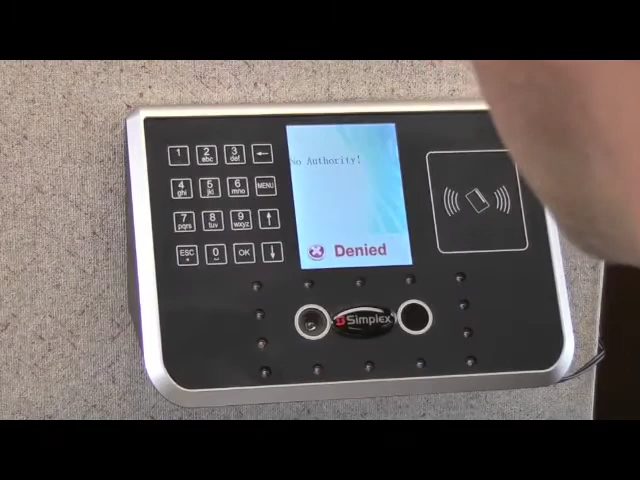 1 2 abc 3 def ←
4 ghi 5 jkl 6 mno MENU
7 pqrs 8 tuv 9 wxyz ↑
ESC 0 OK ↓
No Authority!
Denied
Simplex